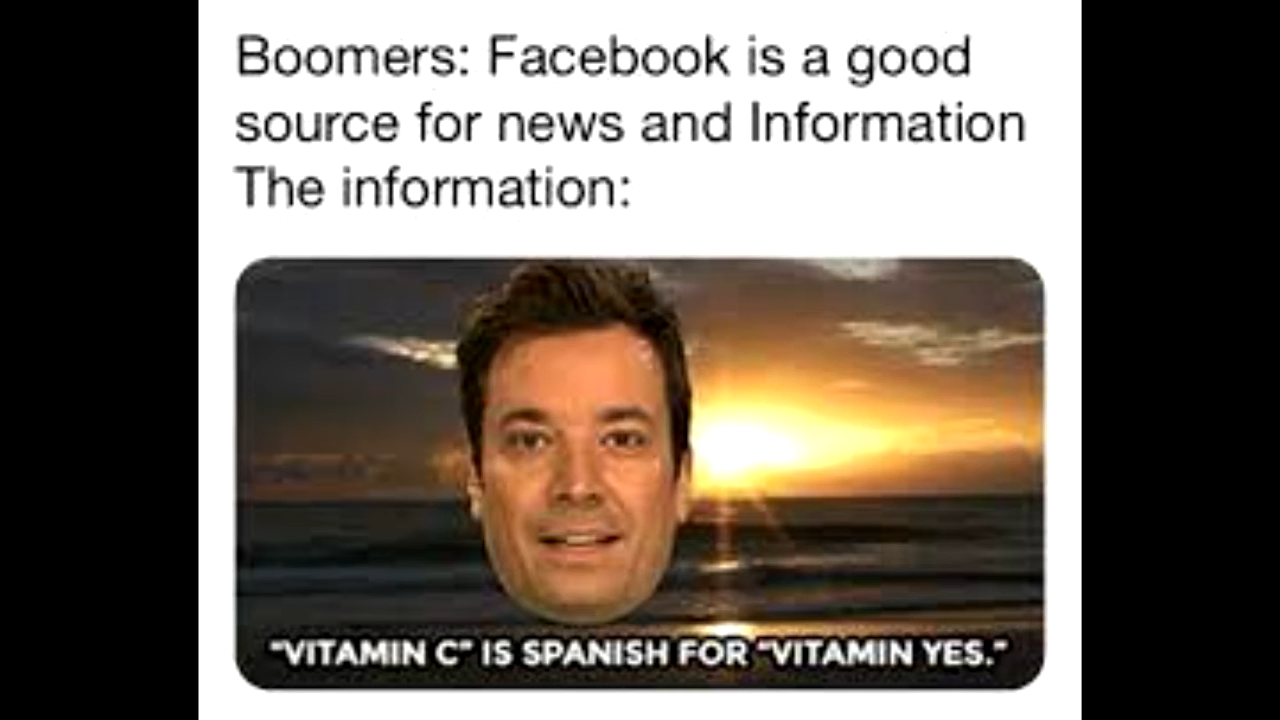 Boomers: Facebook is a good
source for news and Information
The information:
"VITAMIN C" IS SPANISH FOR "VITAMIN YES."